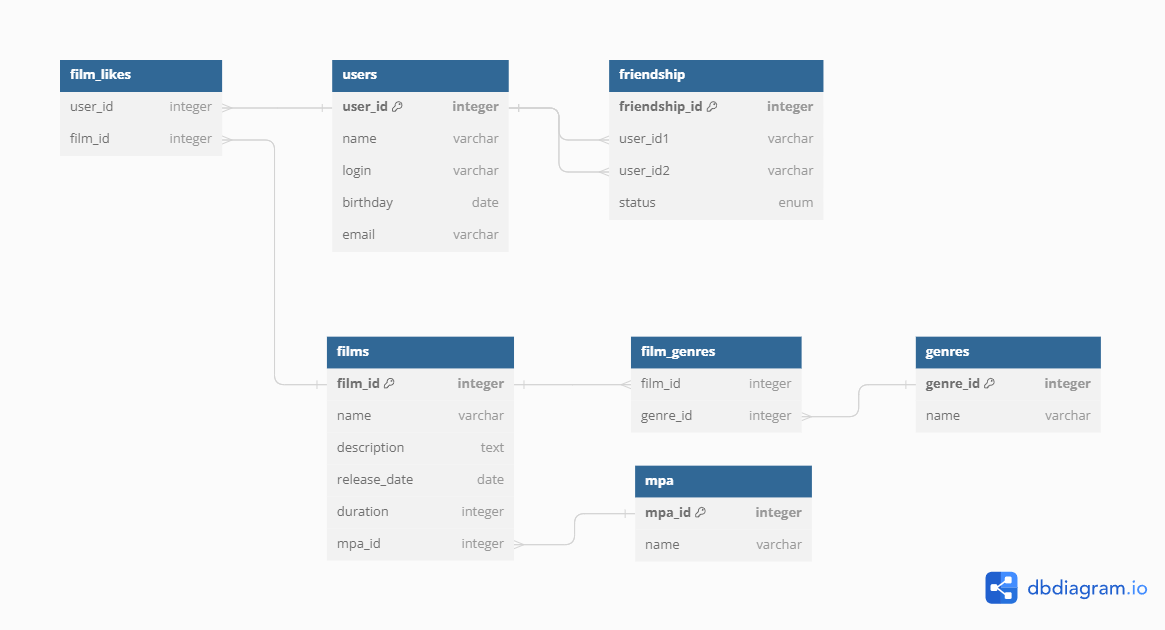 film_likes
user_id integer
film_id integer
users
user_id integer
name varchar
login varchar
birthday date
email varchar
friendship
friendship_id integer
user_id1 varchar
user_id2 varchar
status enum
films
film_id integer
name varchar
description text
release_date date
duration integer
mpa_id integer
film_genres
film_id integer
genre_id integer
genres
genre_id integer
name varchar
mpa
mpa_id integer
name varchar
dbdiagram.io